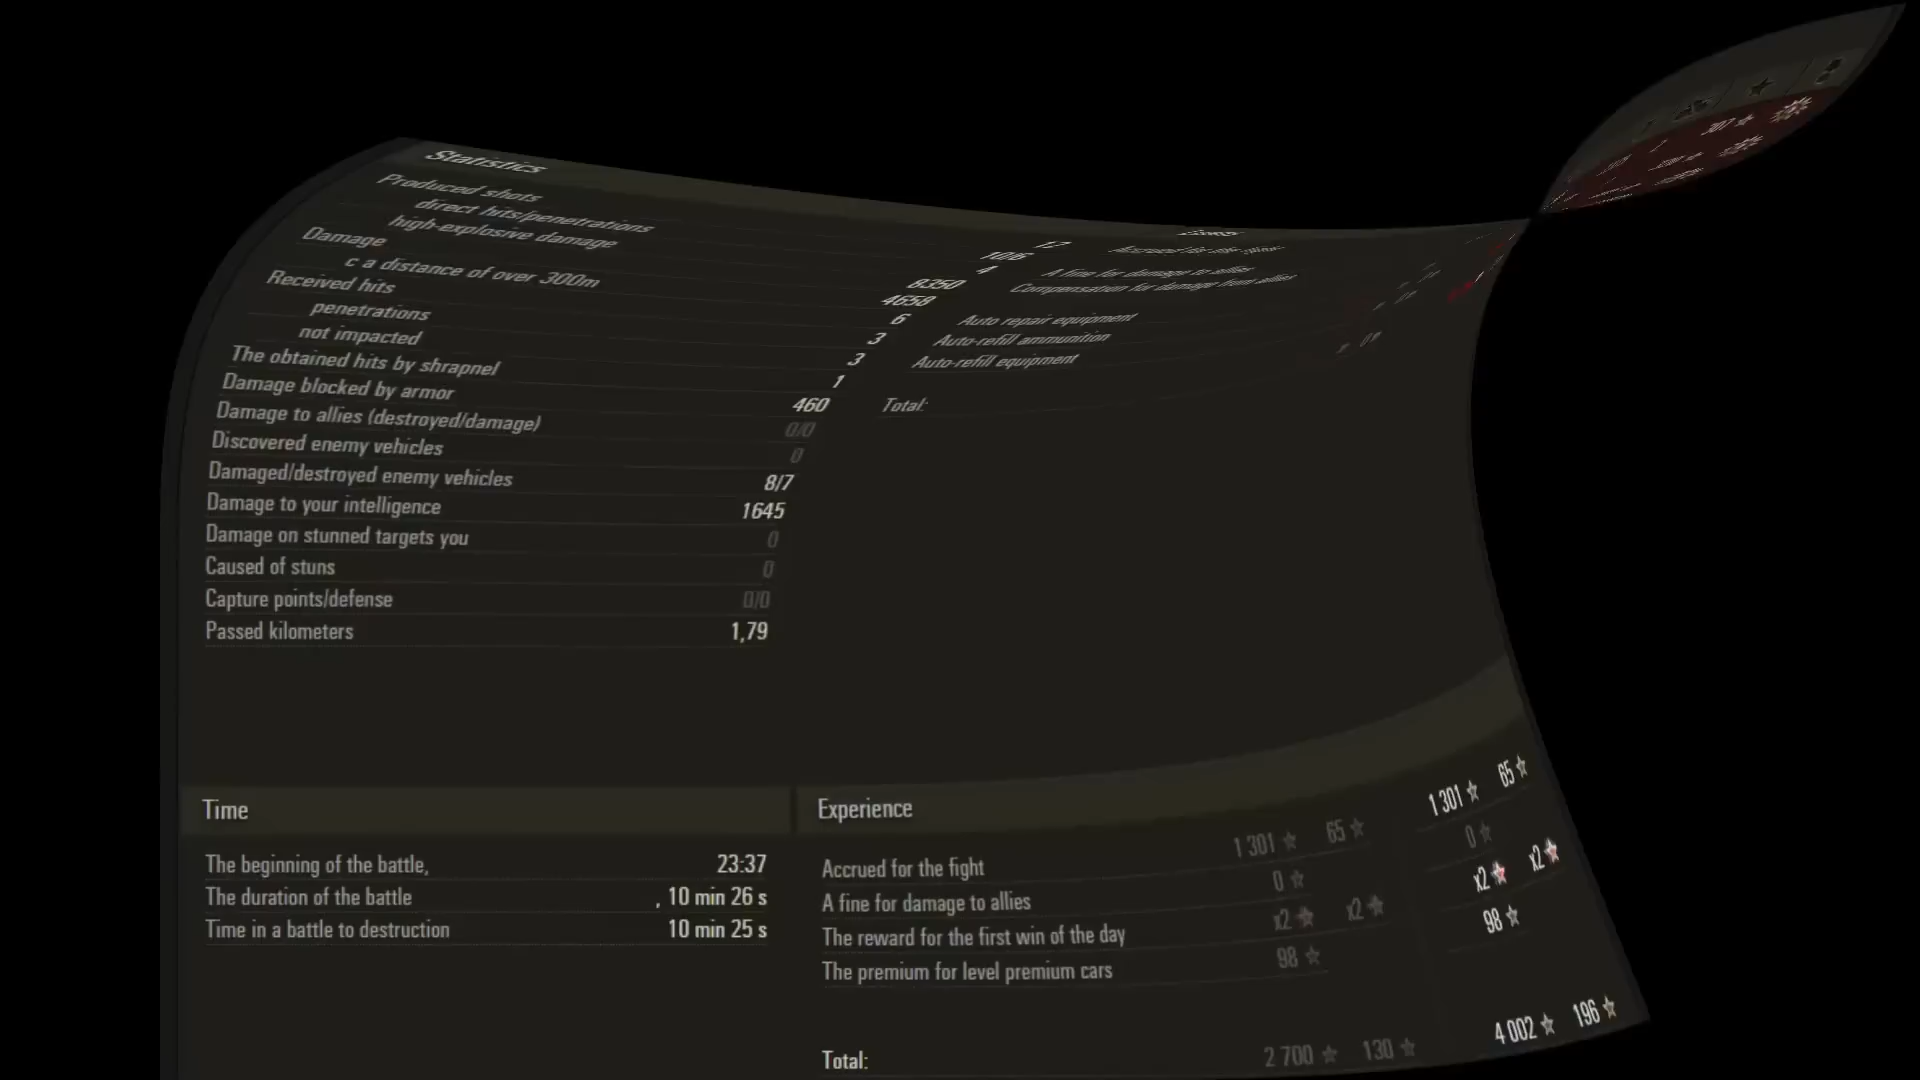 Statistics
Produced shots 12
direct hits/penetrations 10/6
high-explosive damage 4
Damage 8350
c a distance of over 300m 4658
Received hits 6
penetrations 3
not impacted 3
The obtained hits by shrapnel 1
Damage blocked by armor 460
Damage to allies (destroyed/damage) 0/0
Discovered enemy vehicles 0
Damaged/destroyed enemy vehicles 8/7
Damage to your intelligence 1645
Damage on stunned targets you 0
Caused of stuns 0
Capture points/defense 0/0
Passed kilometers 1,79
A fine for damage to allies
Compensation for damage from allies
Auto repair equipment
Auto-refill ammunition
Auto-refill equipment
Total:
Time
The beginning of the battle, 23:37
The duration of the battle , 10 min 26 s
Time in a battle to destruction 10 min 25 s
Experience
Accrued for the fight 1 301 65 1 301 65
A fine for damage to allies 0 0
The reward for the first win of the day x2 x2 x2 x2
The premium for level premium cars 98 98
Total: 2 700 130 4 002 196